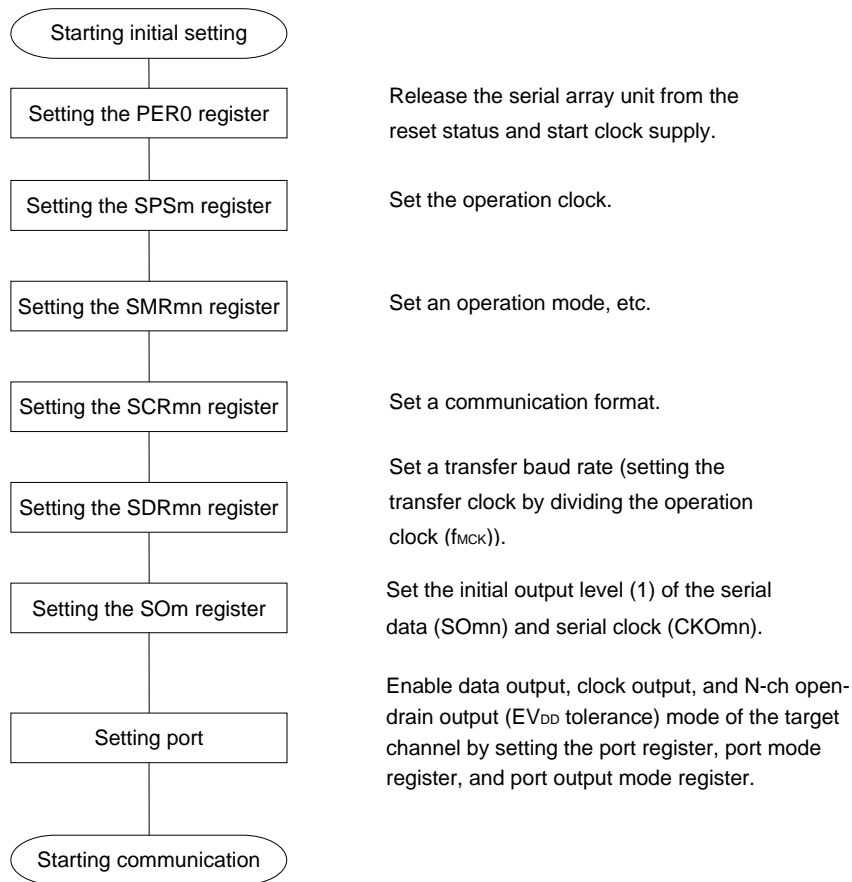 Starting initial setting
Setting the PER0 register
Release the serial array unit from the
reset status and start clock supply.
Setting the SPSm register
Set the operation clock.
Setting the SMRmn register
Set an operation mode, etc.
Setting the SCRmn register
Set a communication format.
Setting the SDRmn register
Set a transfer baud rate (setting the
transfer clock by dividing the operation
clock (fMCK)).
Setting the SOm register
Set the initial output level (1) of the serial
data (SOmn) and serial clock (CKOmn).
Setting port
Enable data output, clock output, and N-ch open-
drain output (EVDD tolerance) mode of the target
channel by setting the port register, port mode
register, and port output mode register.
Starting communication